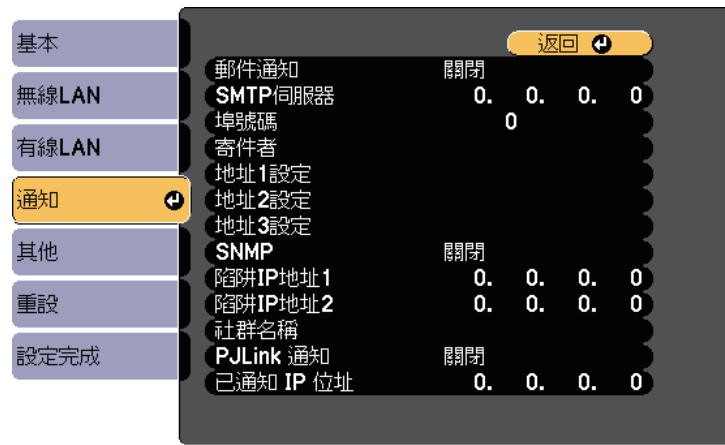 基本
無線LAN
有線LAN
通知
其他
重設
設定完成
返回
郵件通知 關閉
SMTP伺服器 0. 0. 0. 0
埠號碼 0
寄件者
地址1設定
地址2設定
地址3設定
SNMP 關閉
陷阱IP地址1 0. 0. 0. 0
陷阱IP地址2 0. 0. 0. 0
社群名稱
PJLink 通知 關閉
已通知 IP 位址 0. 0. 0. 0